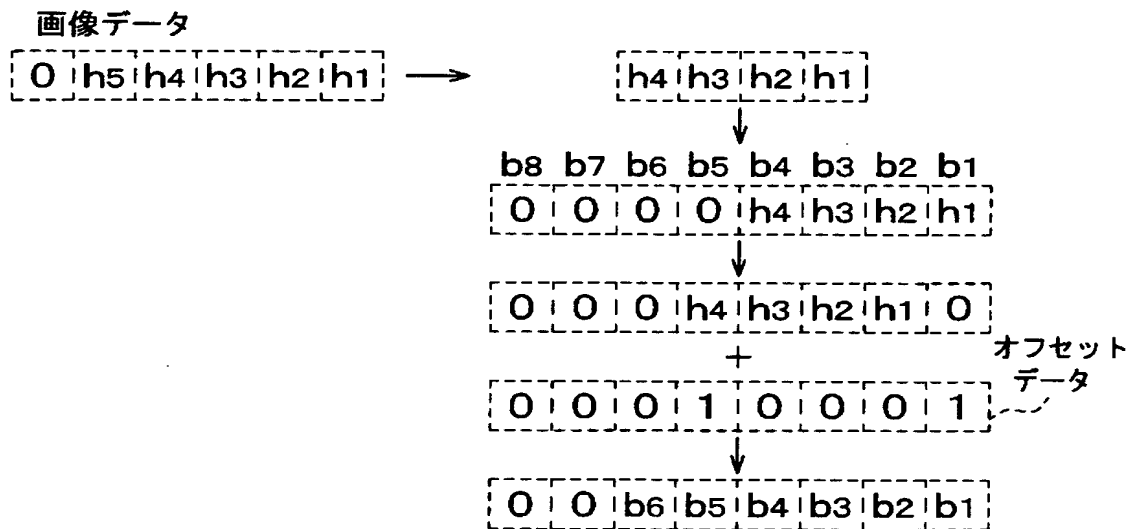 画像データ
0 h5 h4 h3 h2 h1 → h4 h3 h2 h1
b8 b7 b6 b5 b4 b3 b2 b1
0 0 0 0 h4 h3 h2 h1
0 0 0 h4 h3 h2 h1 0
+
オフセット
データ
0 0 0 1 0 0 0 1
0 0 b6 b5 b4 b3 b2 b1